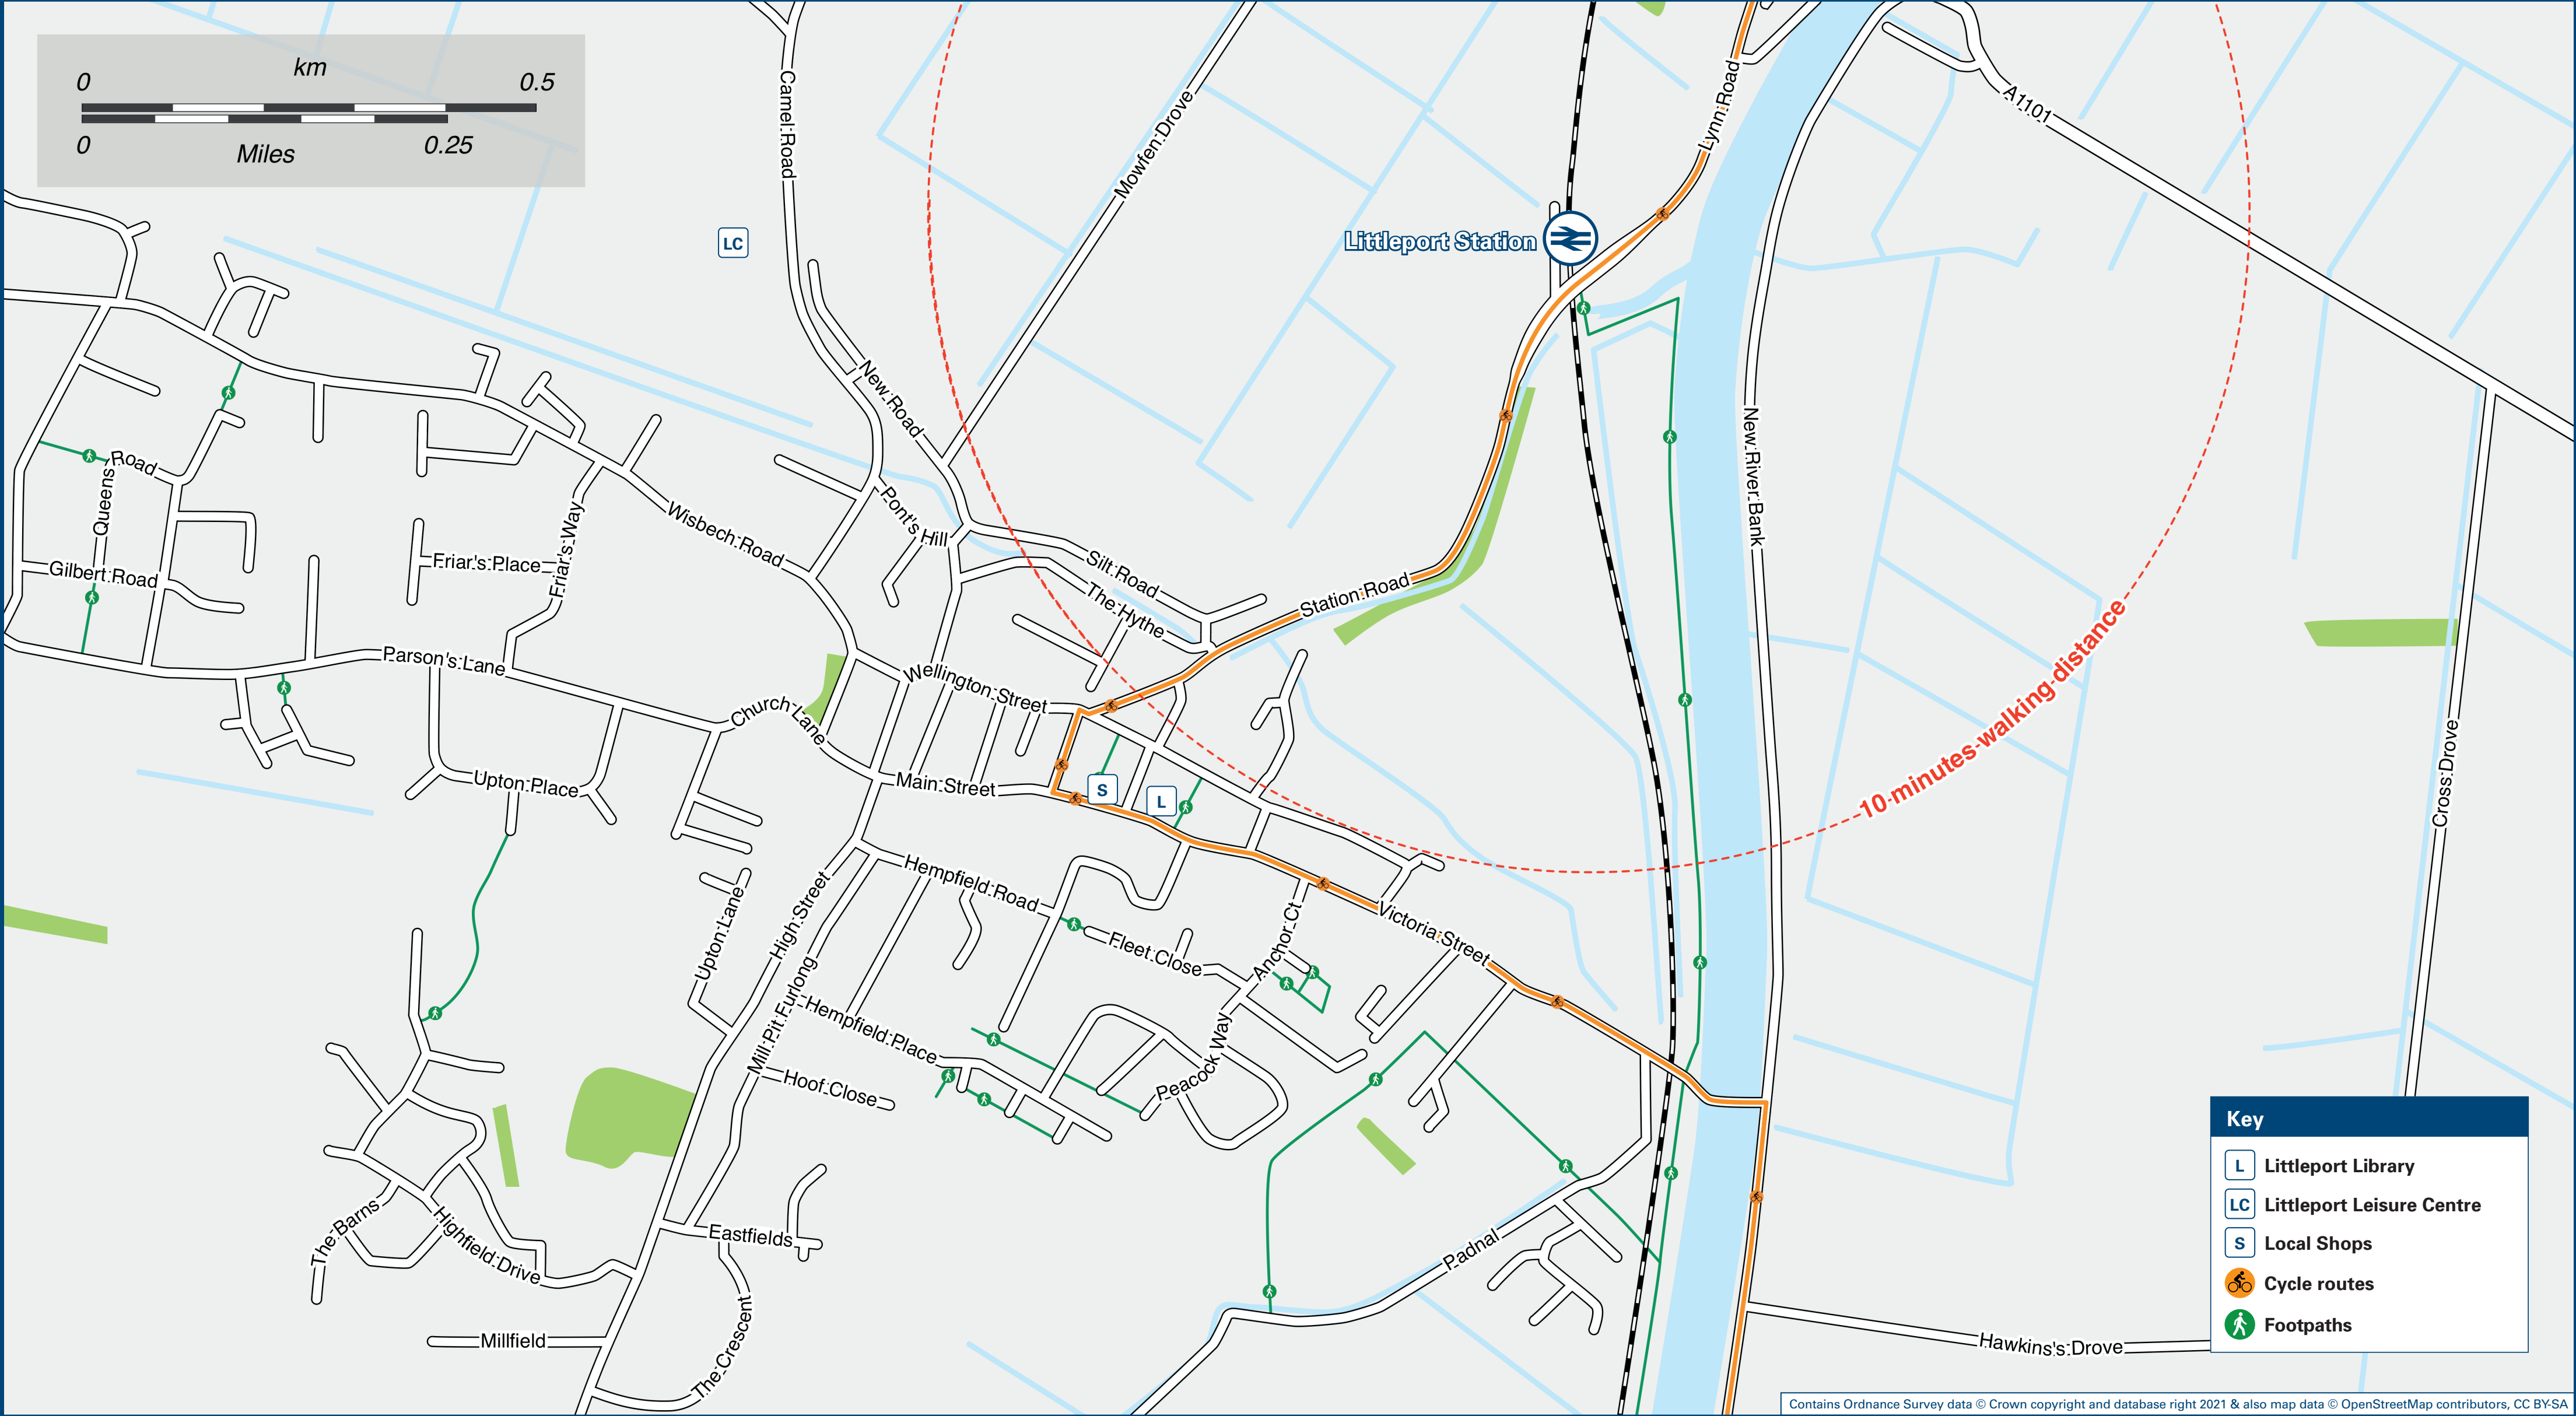 km
0
0.5
0
0.25
Miles
Camel Road
Mowfen Drove
Lynn Road
A1101
LC
Littleport Station
New Road
New River Bank
Queens Road
Pont's Hill
Wisbech Road
Friar's Way
Friar's Place
Gilbert Road
Silt Road
The Hythe
Station Road
Parson's Lane
Wellington Street
Church Lane
10 minutes walking distance
Cross Drove
Upton Place
Main Street
S
L
Hempfield Road
High Street
Upton Lane
Victoria Street
Anchor Ct
Fleet Close
Mill Pit Furlong
Hempfield Place
Peacock Way
Hoof Close
The Barns
Highfield Drive
Eastfields
Padnal
Millfield
The Crescent
Hawkins's Drove
Key
L Littleport Library
LC Littleport Leisure Centre
S Local Shops
Cycle routes
Footpaths
Contains Ordnance Survey data © Crown copyright and database right 2021 & also map data © OpenStreetMap contributors, CC BY-SA